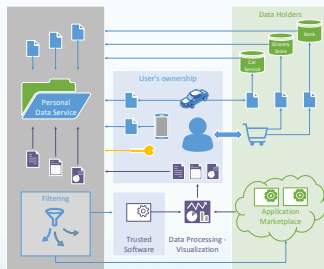 Data Holders
Bank
Grocery
Store
Car
Service
User's ownership
Personal
Data Service
Filtering
Trusted
Software
Data Processing -
Visualization
Application
Marketplace